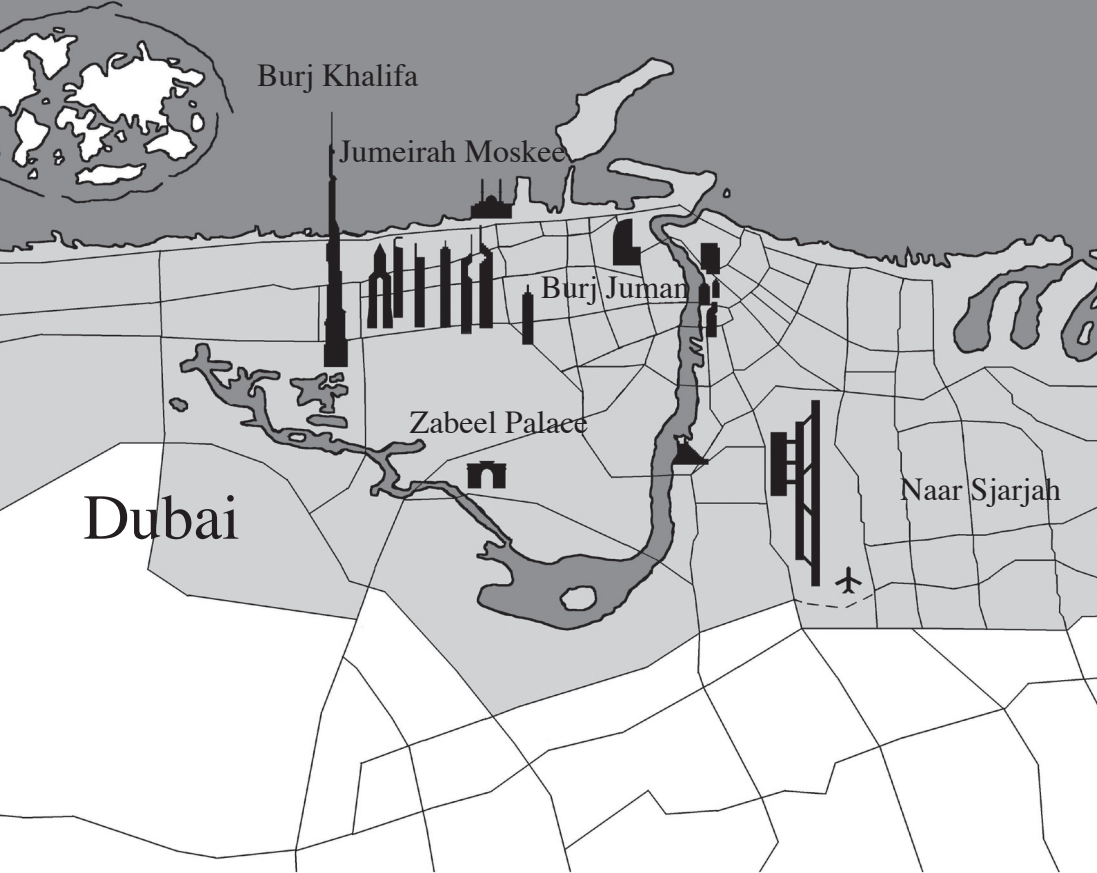 Burj Khalifa
Jumeirah Moskee
Burj Juman
Zabeel Palace
Naar Sjarjah
Dubai